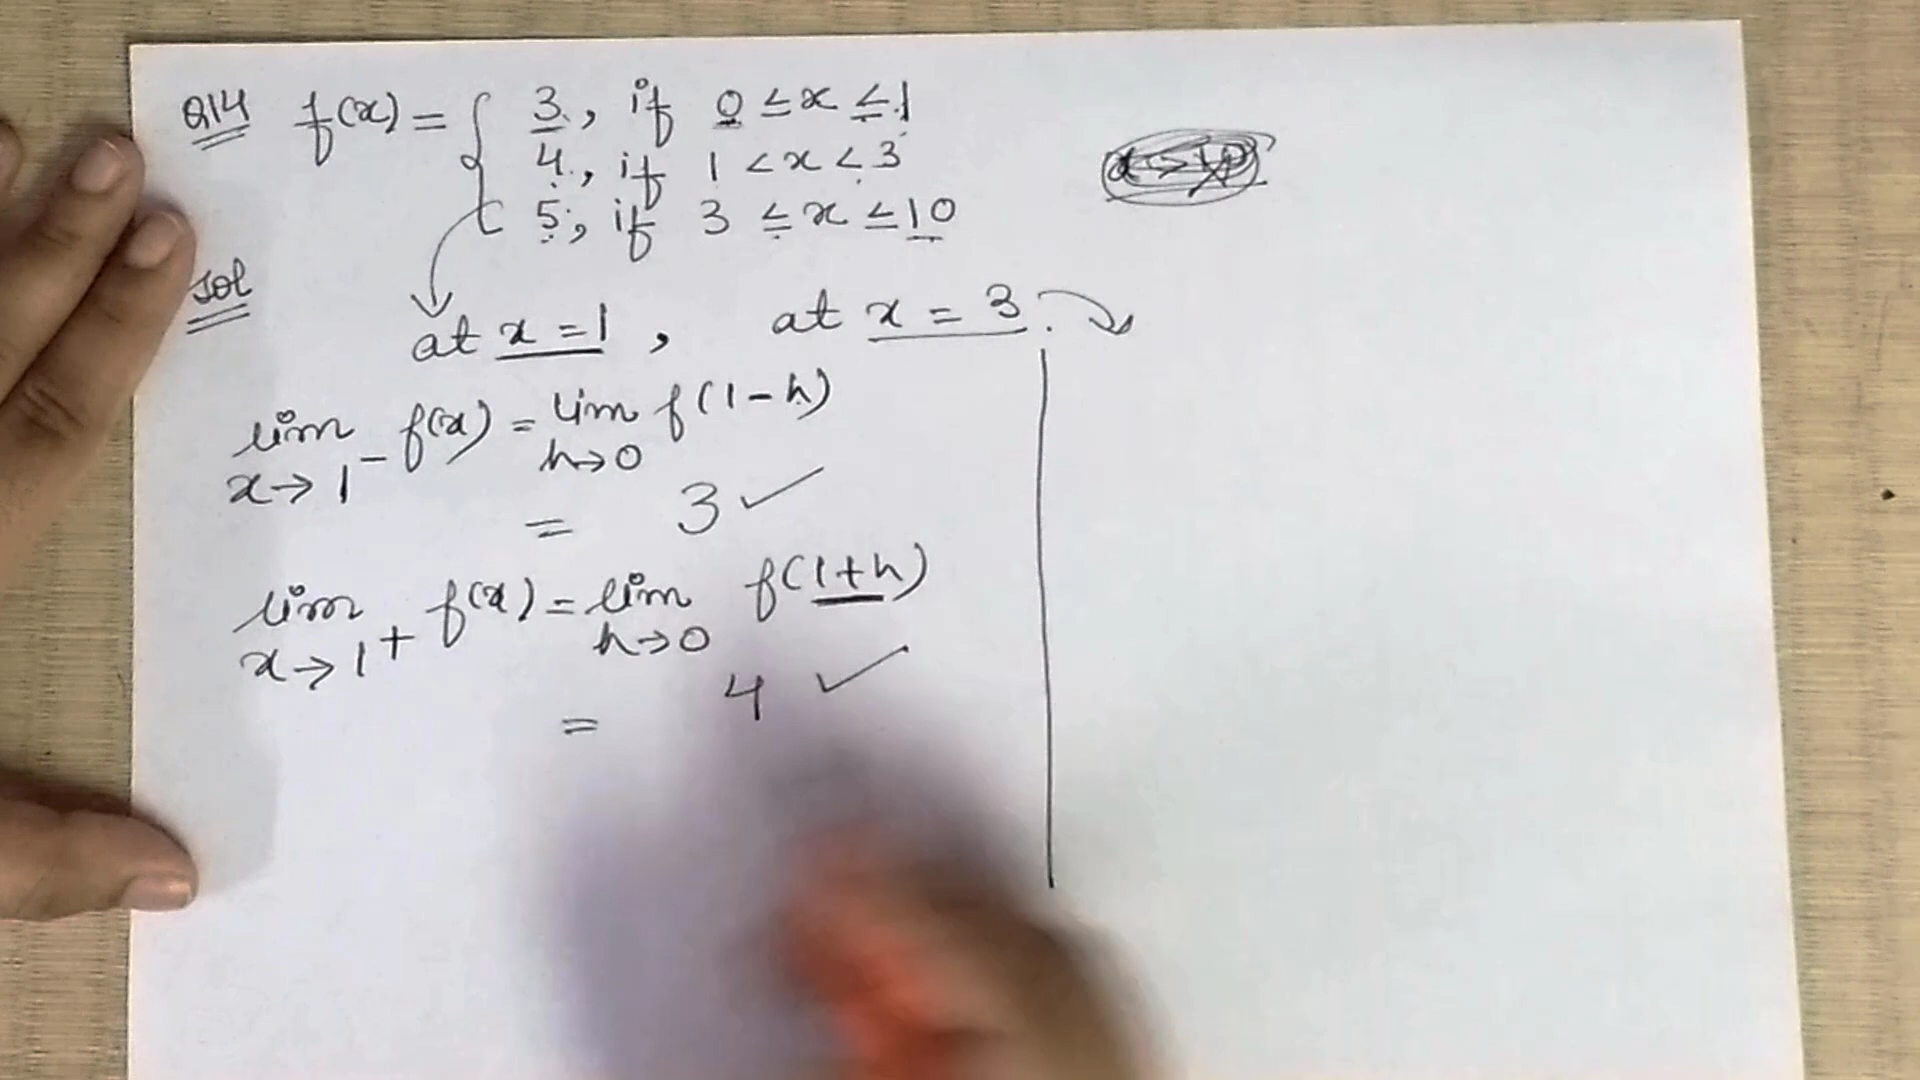 Q14 f(x) = { 3, if 0 ≤ x ≤ 1
4, if 1 < x < 3
5, if 3 ≤ x ≤ 10
Sol
at x = 1, at x = 3.
lim x→1⁻ f(x) = lim h→0 f(1-h)
= 3 ✓
lim x→1⁺ f(x) = lim h→0 f(1+h)
= 4 ✓